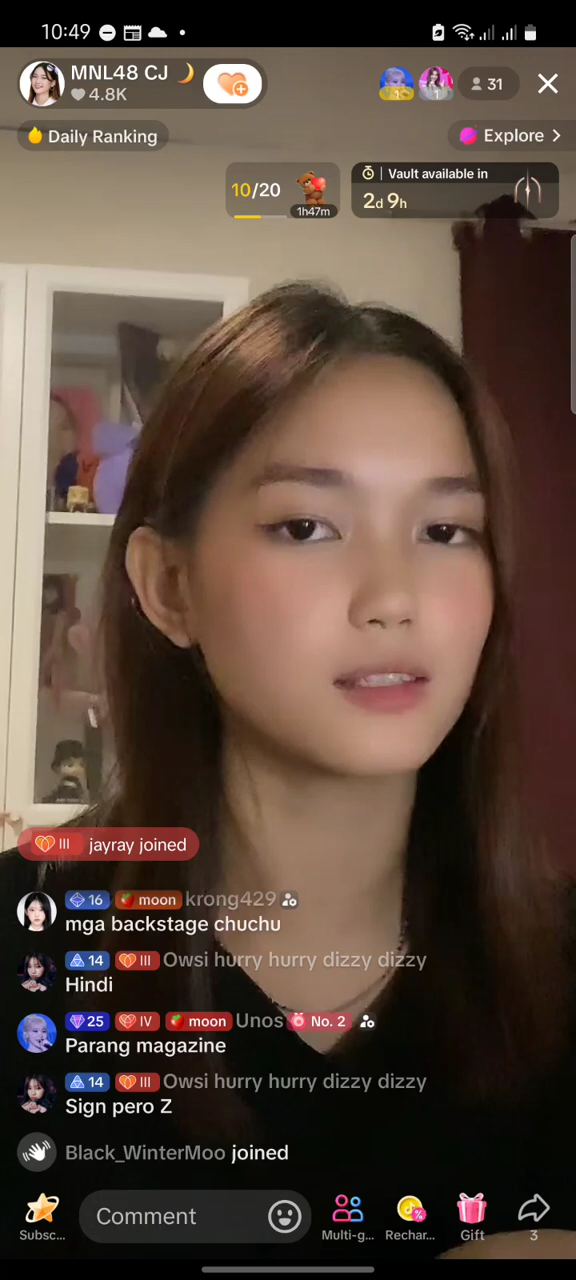 10:49
MNL48 CJ 🌙
4.8K
1
1
31
Daily Ranking
Explore
10/20
1h47m
Vault available in
2d 9h
III jayray joined
16 moon krong429
mga backstage chuchu
14 III Owsi hurry hurry dizzy dizzy
Hindi
25 IV moon Unos No. 2
Parang magazine
14 III Owsi hurry hurry dizzy dizzy
Sign pero Z
Black_WinterMoo joined
Comment
Subsc...
Multi-g...
Rechar...
Gift
3